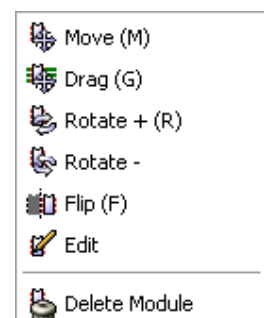 Move (M)
Drag (G)
Rotate + (R)
Rotate -
Flip (F)
Edit
Delete Module